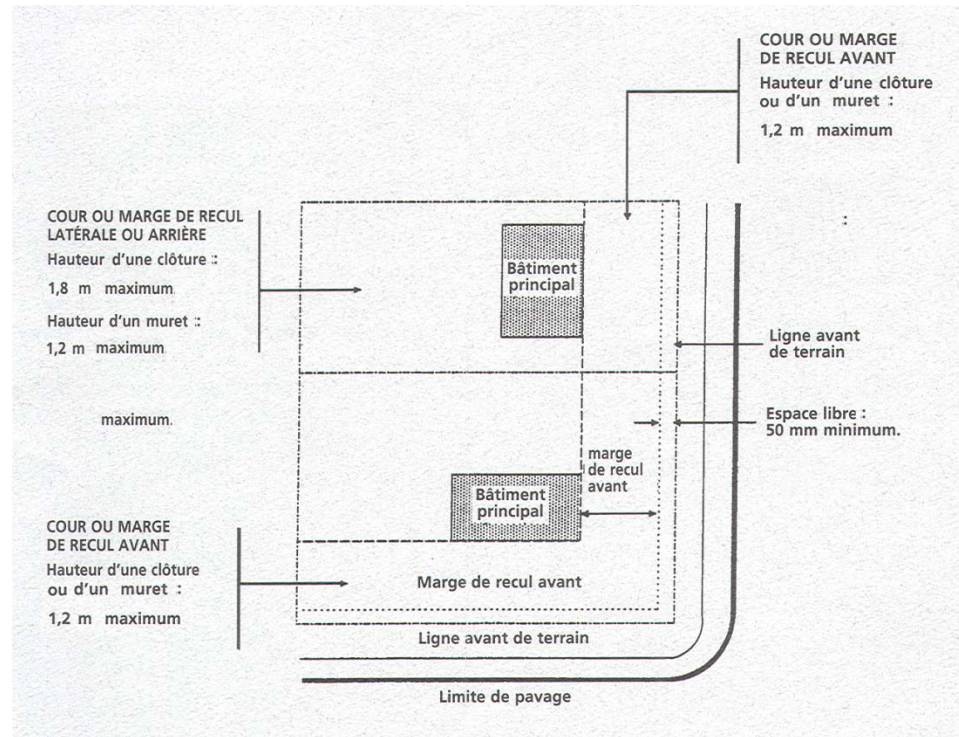 COUR OU MARGE
DE RECUL AVANT
Hauteur d'une clôture
ou d'un muret :
1,2 m maximum
:
COUR OU MARGE DE RECUL
LATÉRALE OU ARRIÈRE
Hauteur d'une clôture ::
1,8 m maximum.
Hauteur d'un muret ::
1,2 m maximum
maximum.
Bâtiment
principal
Ligne avant
de terrain
Espace libre :
50 mm minimum.
marge
de recul
avant
Bâtiment
principal
COUR OU MARGE
DE RECUL AVANT
Hauteur d'une clôture
ou d'un muret :
1,2 m maximum
Marge de recul avant
Ligne avant de terrain
Limite de pavage